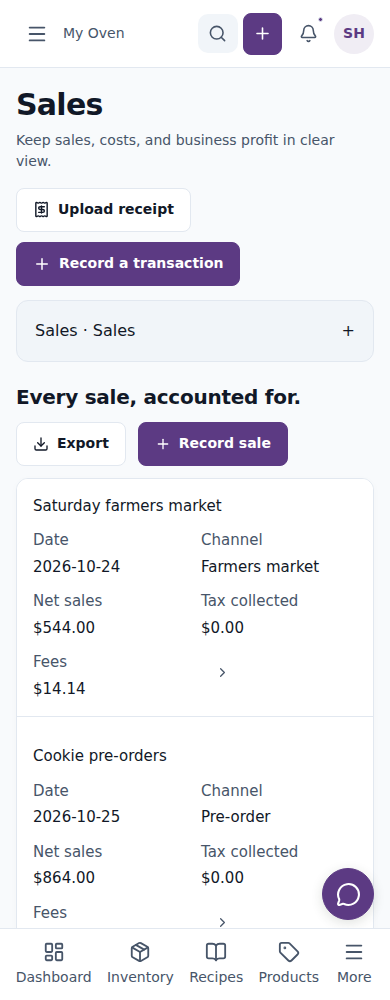 My Oven
SH
Sales
Keep sales, costs, and business profit in clear
view.
Upload receipt
Record a transaction
Sales · Sales
+
Every sale, accounted for.
Export
Record sale
Saturday farmers market
Date
Channel
2026-10-24
Farmers market
Net sales
Tax collected
$544.00
$0.00
Fees
$14.14
Cookie pre-orders
Date
Channel
2026-10-25
Pre-order
Net sales
Tax collected
$864.00
$0.00
Fees
Dashboard
Inventory
Recipes
Products
More